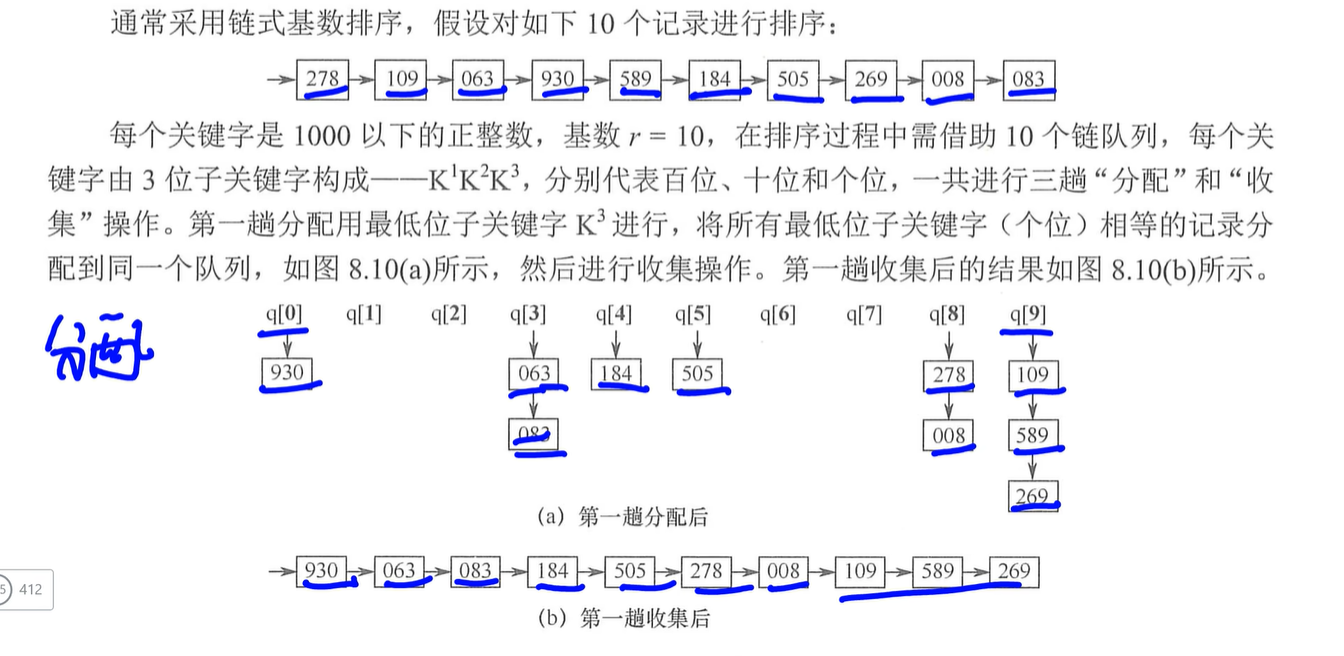 通常采用链式基数排序，假设对如下 10 个记录进行排序：
278 109 063 930 589 184 505 269 008 083
每个关键字是 1000 以下的正整数，基数 r = 10，在排序过程中需借助 10 个链队列，每个关
键字由 3 位子关键字构成——K¹K²K³，分别代表百位、十位和个位，一共进行三趟“分配”和“收
集”操作。第一趟分配用最低位子关键字 K³ 进行，将所有最低位子关键字（个位）相等的记录分
配到同一个队列，如图 8.10(a)所示，然后进行收集操作。第一趟收集后的结果如图 8.10(b)所示。
q[0] q[1] q[2] q[3] q[4] q[5] q[6] q[7] q[8] q[9]
分配
930 063 184 505 278 109
083 008 589
269
（a）第一趟分配后
930 063 083 184 505 278 008 109 589 269
（b）第一趟收集后
412